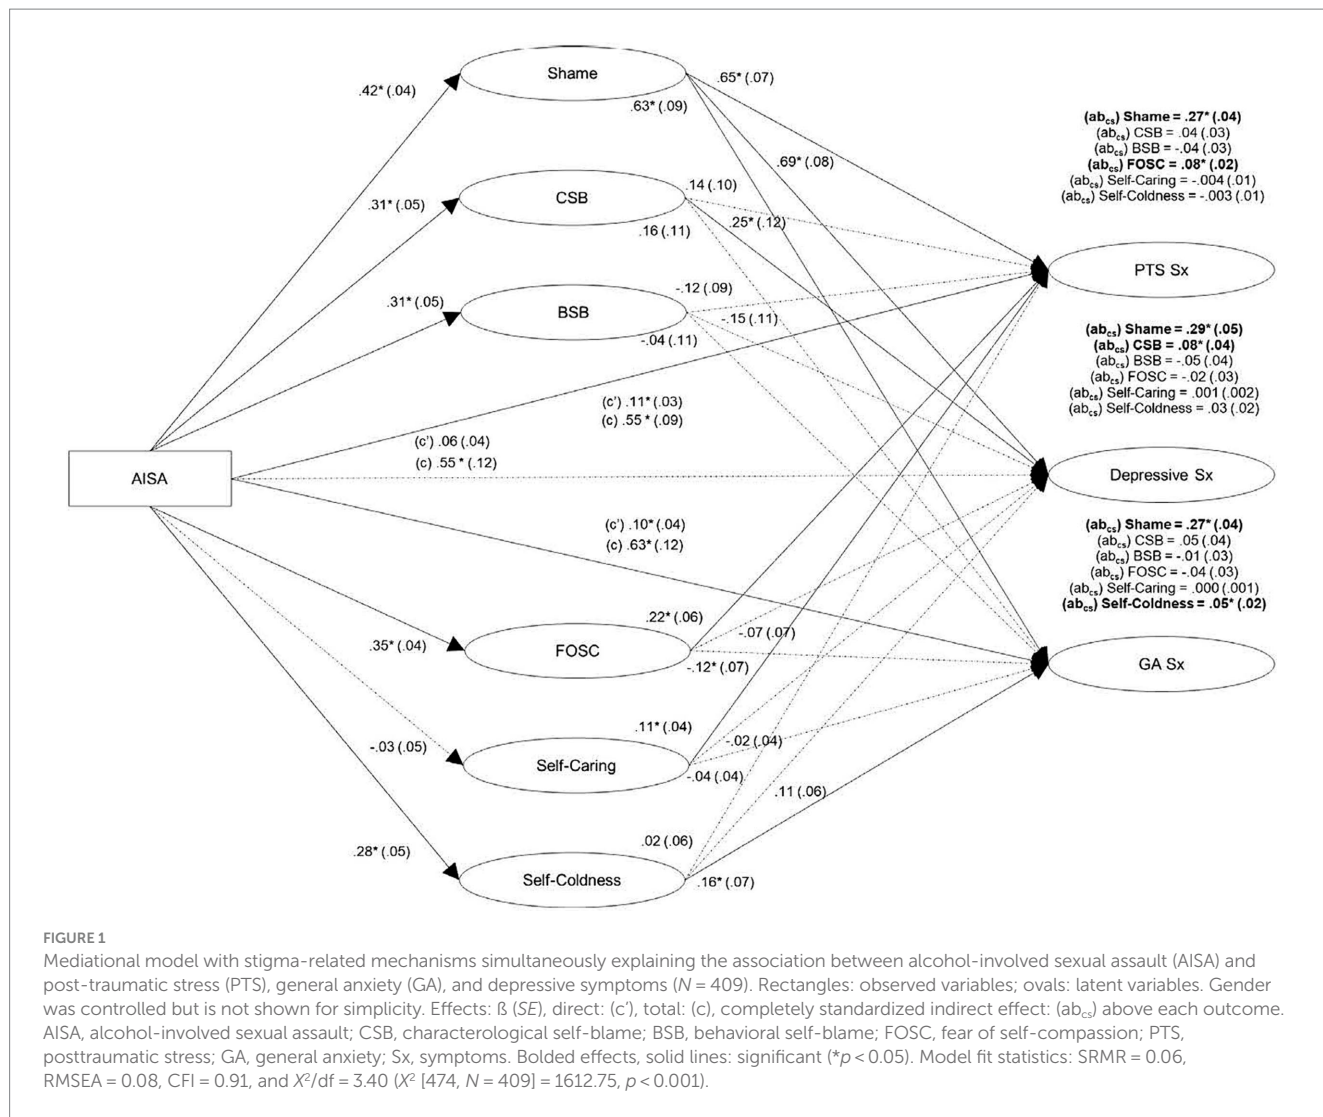 Shame
.42* (.04)
.65* (.07)
.63* (.09)
.69* (.08)
(abcs) Shame = .27* (.04)
(abcs) CSB = .04 (.03)
(abcs) BSB = -.04 (.03)
(abcs) FOSC = .08* (.02)
(abcs) Self-Caring = -.004 (.01)
(abcs) Self-Coldness = -.003 (.01)
CSB
.31* (.05)
.14 (.10)
.25* (.12)
.16 (.11)
PTS Sx
BSB
.31* (.05)
-.12 (.09)
-.15 (.11)
-.04 (.11)
(abcs) Shame = .29* (.05)
(abcs) CSB = .08* (.04)
(abcs) BSB = -.05 (.04)
(abcs) FOSC = -.02 (.03)
(abcs) Self-Caring = .001 (.002)
(abcs) Self-Coldness = .03 (.02)
(c') .11* (.03)
(c) .55* (.09)
(c') .06 (.04)
(c) .55* (.12)
AISA
Depressive Sx
(c') .10* (.04)
(c) .63* (.12)
(abcs) Shame = .27* (.04)
(abcs) CSB = .05 (.04)
(abcs) BSB = -.01 (.03)
(abcs) FOSC = -.04 (.03)
(abcs) Self-Caring = .000 (.001)
(abcs) Self-Coldness = .05* (.02)
.35* (.04)
FOSC
.22* (.06)
-.07 (.07)
-.12* (.07)
GA Sx
-.03 (.05)
Self-Caring
.11* (.04)
-.02 (.04)
-.04 (.04)
.11 (.06)
.28* (.05)
Self-Coldness
.02 (.06)
.16* (.07)
FIGURE 1
Mediational model with stigma-related mechanisms simultaneously explaining the association between alcohol-involved sexual assault (AISA) and
post-traumatic stress (PTS), general anxiety (GA), and depressive symptoms (N = 409). Rectangles: observed variables; ovals: latent variables. Gender
was controlled but is not shown for simplicity. Effects: ß (SE), direct: (c’), total: (c), completely standardized indirect effect: (abcs) above each outcome.
AISA, alcohol-involved sexual assault; CSB, characterological self-blame; BSB, behavioral self-blame; FOSC, fear of self-compassion; PTS,
posttraumatic stress; GA, general anxiety; Sx, symptoms. Bolded effects, solid lines: significant (*p < 0.05). Model fit statistics: SRMR = 0.06,
RMSEA = 0.08, CFI = 0.91, and X²/df = 3.40 (X² [474, N = 409] = 1612.75, p < 0.001).